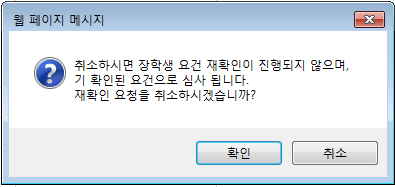 웹 페이지 메시지
취소하시면 장학생 요건 재확인이 진행되지 않으며,
기 확인된 요건으로 심사 됩니다.
재확인 요청을 취소하시겠습니까?
확인
취소